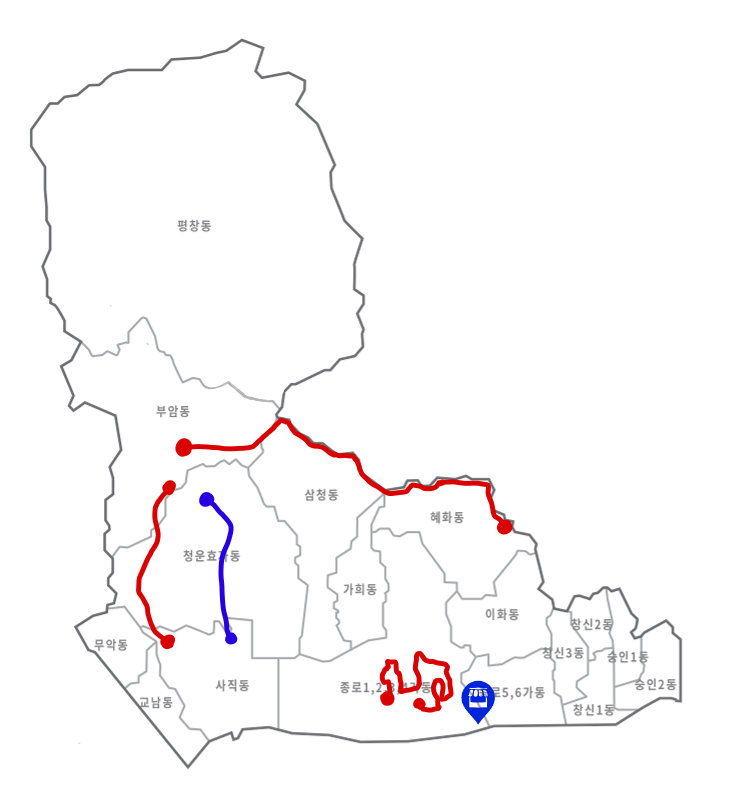 평창동
부암동
삼청동
혜화동
청운효자동
가회동
이화동
창신2동
무악동
창신3동
숭인1동
사직동
숭인2동
교남동
종로1,2,3,4가동
종로5,6가동
창신1동